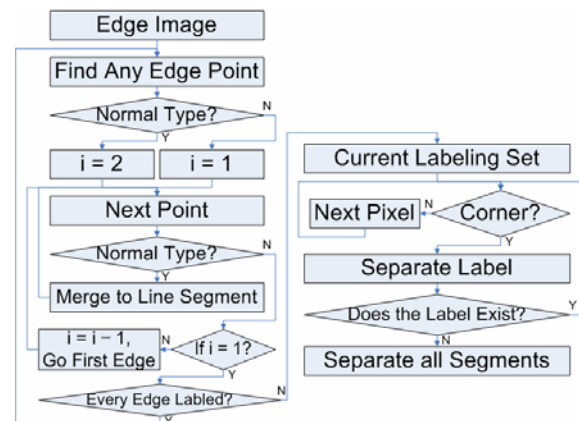 Edge Image
Find Any Edge Point
Normal Type?
N
Y
i = 2
i = 1
Next Point
Normal Type?
N
Y
Merge to Line Segment
i = i – 1,
Go First Edge
N
If i = 1?
Y
Every Edge Labled?
N
Y
Current Labeling Set
Next Pixel
N
Corner?
Y
Separate Label
Does the Label Exist?
Y
N
Separate all Segments